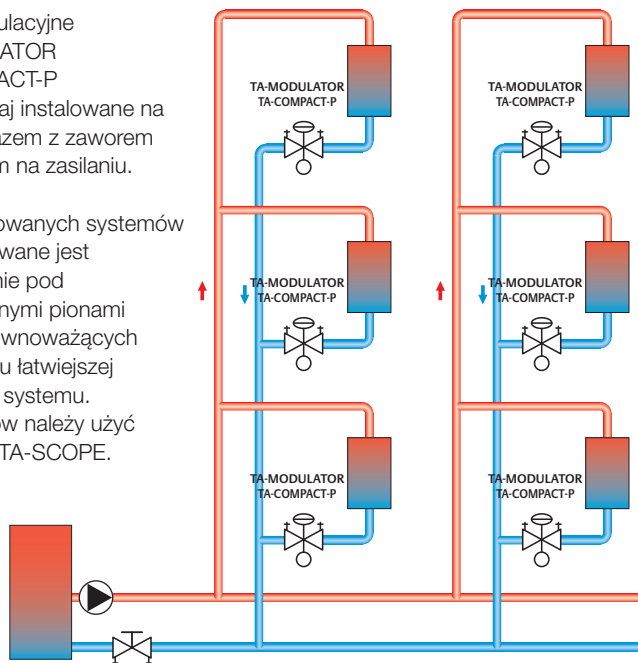 ulacyjne
ATOR
ACT-P
aj instalowane na
azem z zaworem
m na zasilaniu.
owanych systemów
wane jest
nie pod
nymi pionami
wnoważących
u łatwiejszej
systemu.
ów należy użyć
TA-SCOPE.
TA-MODULATOR
TA-COMPACT-P
TA-MODULATOR
TA-COMPACT-P
TA-MODULATOR
TA-COMPACT-P
TA-MODULATOR
TA-COMPACT-P
TA-MODULATOR
TA-COMPACT-P
TA-MODULATOR
TA-COMPACT-P